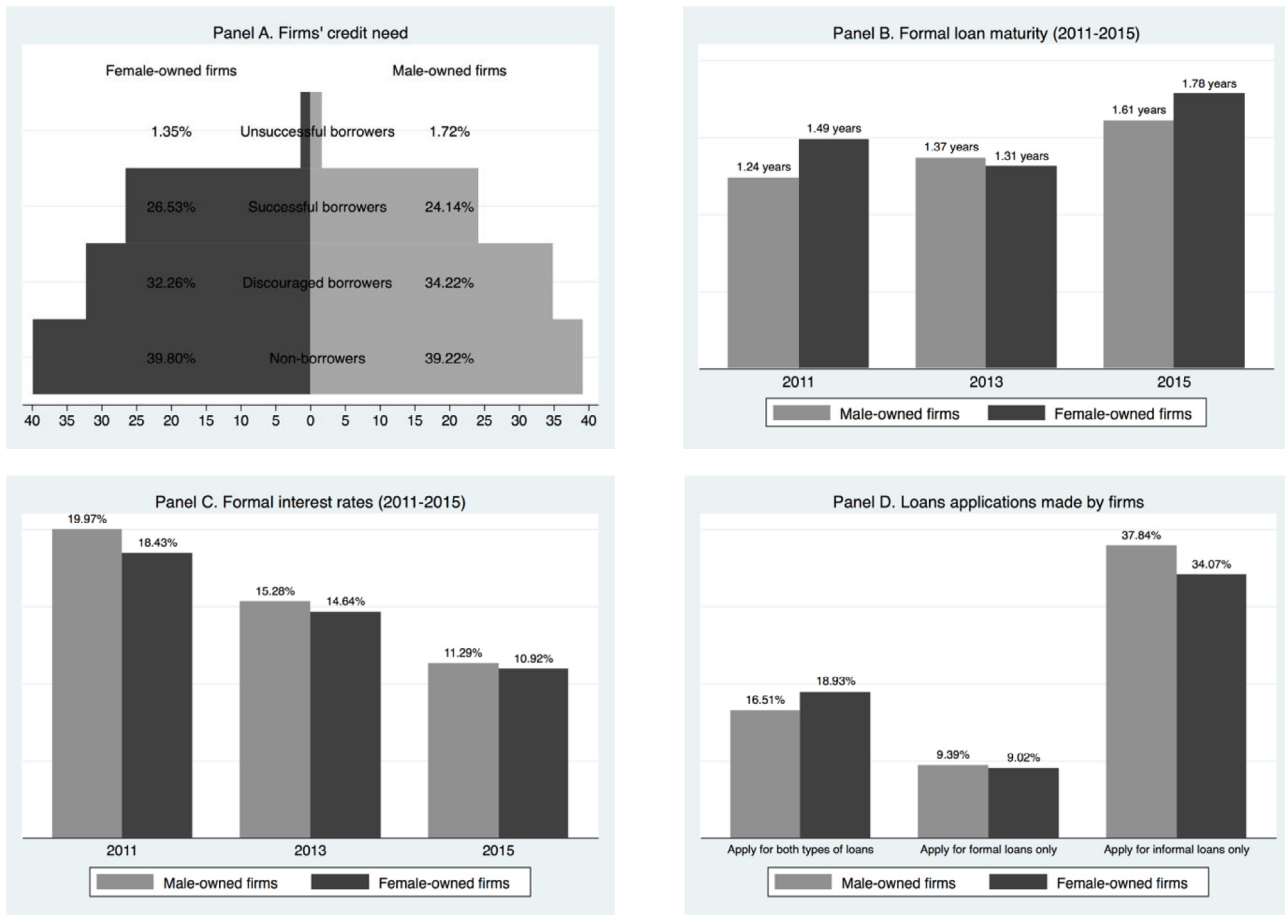 Panel A. Firms' credit need
Female-owned firms Male-owned firms
1.35% Unsuccessful borrowers 1.72%
26.53% Successful borrowers 24.14%
32.26% Discouraged borrowers 34.22%
39.80% Non-borrowers 39.22%
40 35 30 25 20 15 10 5 0 5 10 15 20 25 30 35 40
Panel B. Formal loan maturity (2011-2015)
1.24 years 1.49 years 1.37 years 1.31 years 1.61 years 1.78 years
2011 2013 2015
Male-owned firms Female-owned firms
Panel C. Formal interest rates (2011-2015)
19.97% 18.43% 15.28% 14.64% 11.29% 10.92%
2011 2013 2015
Male-owned firms Female-owned firms
Panel D. Loans applications made by firms
16.51% 18.93% 9.39% 9.02% 37.84% 34.07%
Apply for both types of loans Apply for formal loans only Apply for informal loans only
Male-owned firms Female-owned firms